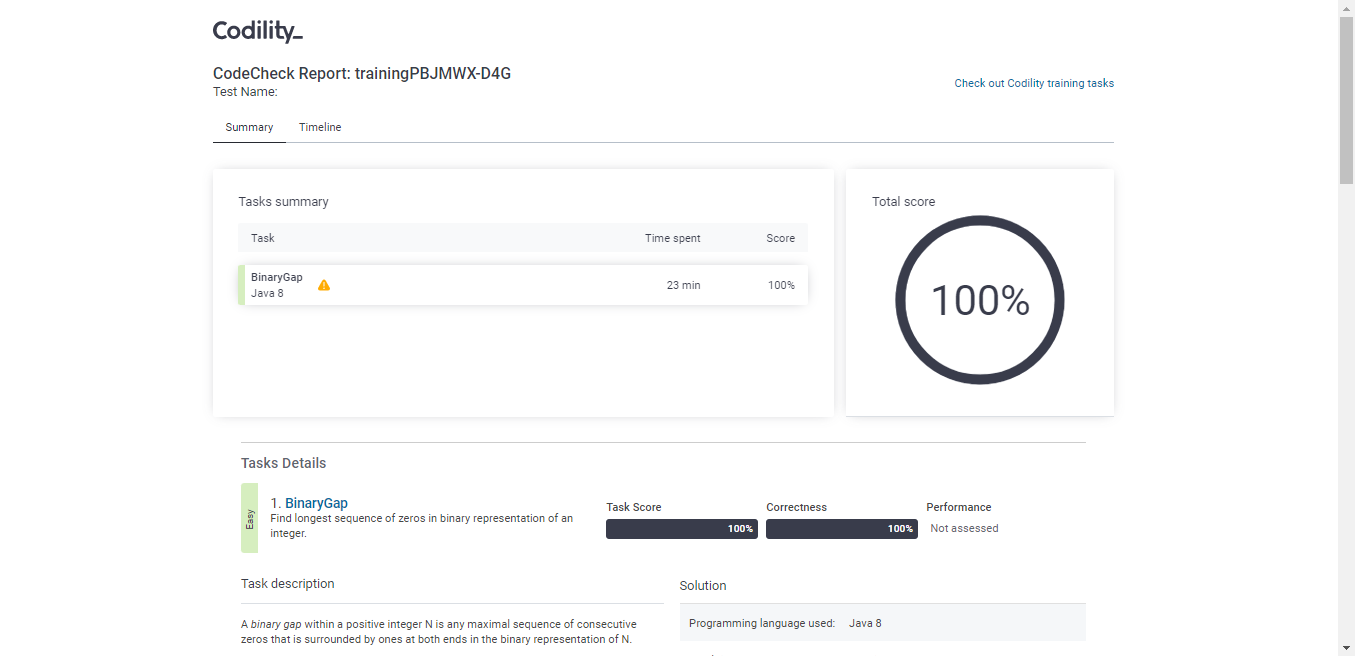 Codility_
CodeCheck Report: trainingPBJMWX-D4G
Test Name:
Check out Codility training tasks
Summary Timeline
Tasks summary
Task Time spent Score
BinaryGap
Java 8
23 min 100%
Total score
100%
Tasks Details
Easy
1. BinaryGap
Find longest sequence of zeros in binary representation of an
integer.
Task Score Correctness Performance
100% 100% Not assessed
Task description
A binary gap within a positive integer N is any maximal sequence of consecutive
zeros that is surrounded by ones at both ends in the binary representation of N.
Solution
Programming language used: Java 8